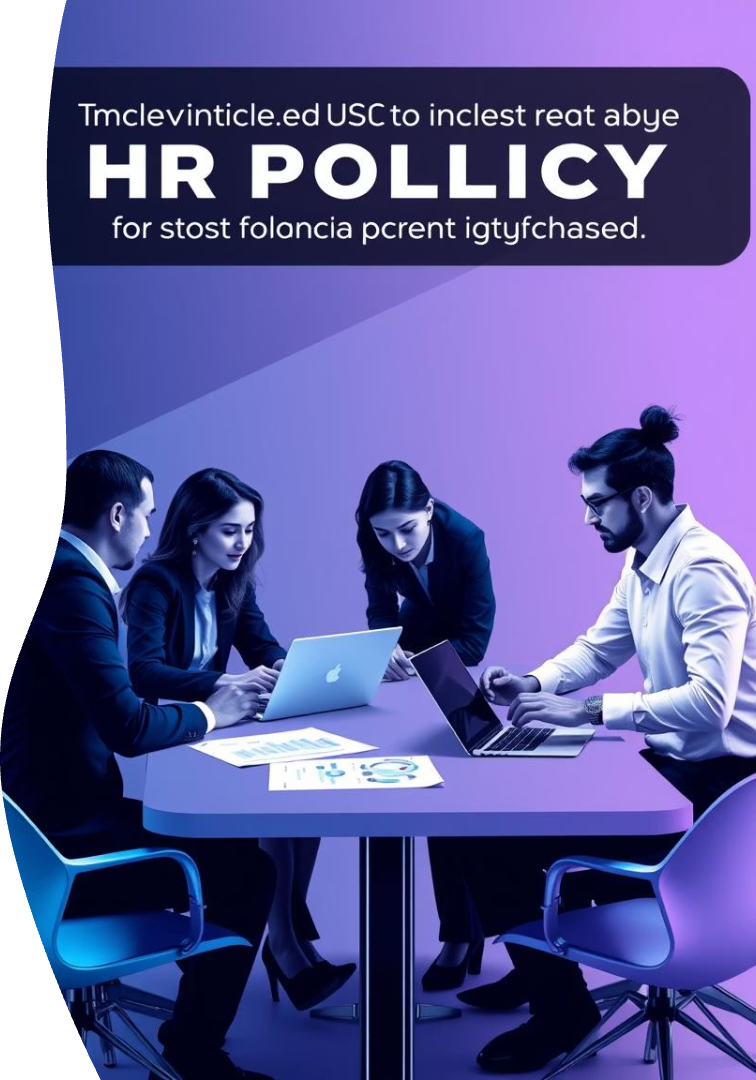 Tmclevinticle.ed USC to inclest reat abye
HR POLLICY
for stost folancia pcrent igtyfchased.